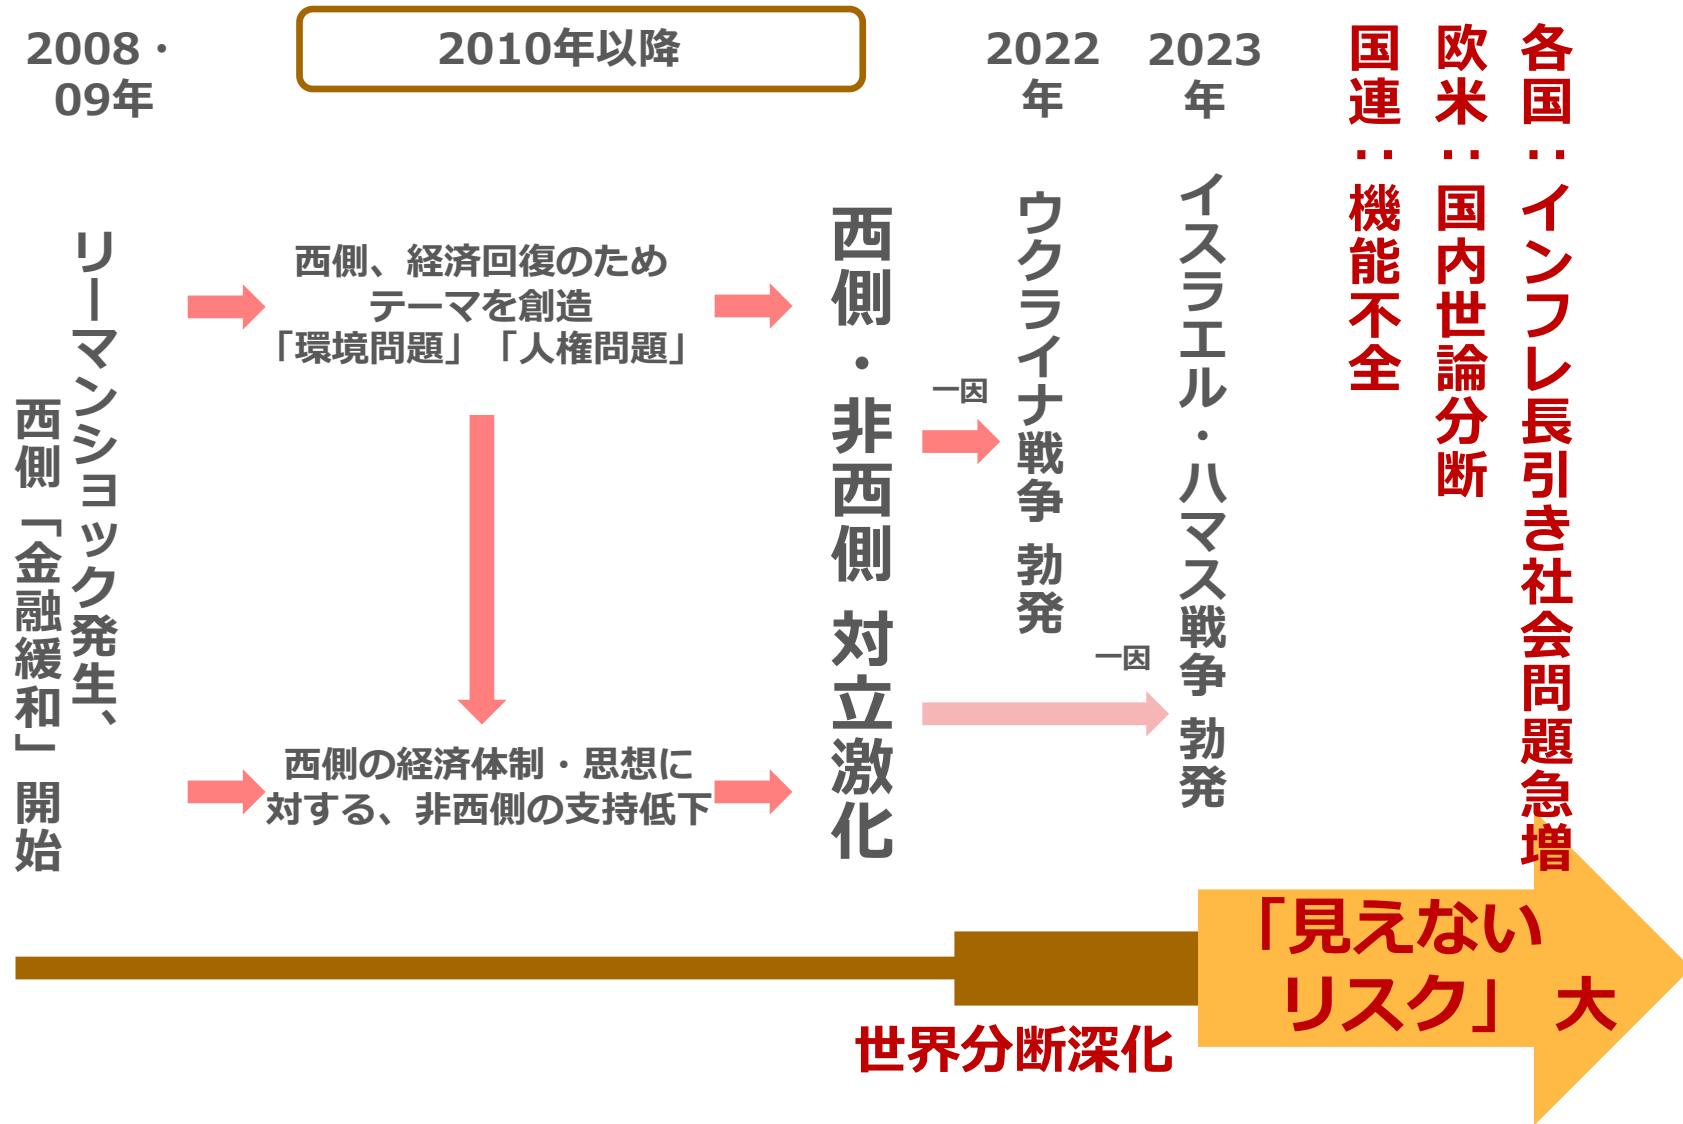 2008・
09年
2010年以降
2022
年
2023
年
リーマンショック発生、
西側「金融緩和」開始
西側、経済回復のため
テーマを創造
「環境問題」「人権問題」
西側の経済体制・思想に
対する、非西側の支持低下
西側・非西側 対立激化
一因
ウクライナ戦争 勃発
一因
イスラエル・ハマス戦争 勃発
各国：インフレ長引き社会問題急増
欧米：国内世論分断
国連：機能不全
「見えない
リスク」 大
世界分断深化